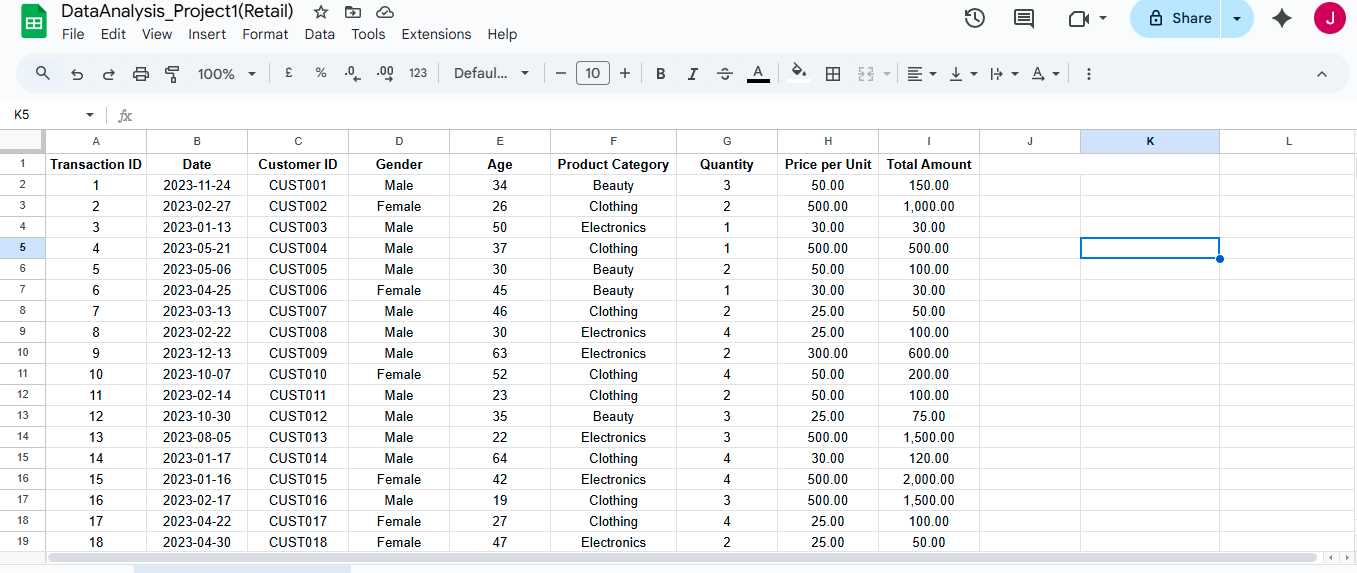 DataAnalysis_Project1(Retail)
File Edit View Insert Format Data Tools Extensions Help
Share
J
100% £ % .0 .00 123 Defaul... 10 B I S A A
K5 fx
A B C D E F G H I J K L
1 Transaction ID Date Customer ID Gender Age Product Category Quantity Price per Unit Total Amount
2 1 2023-11-24 CUST001 Male 34 Beauty 3 50.00 150.00
3 2 2023-02-27 CUST002 Female 26 Clothing 2 500.00 1,000.00
4 3 2023-01-13 CUST003 Male 50 Electronics 1 30.00 30.00
5 4 2023-05-21 CUST004 Male 37 Clothing 1 500.00 500.00
6 5 2023-05-06 CUST005 Male 30 Beauty 2 50.00 100.00
7 6 2023-04-25 CUST006 Female 45 Beauty 1 30.00 30.00
8 7 2023-03-13 CUST007 Male 46 Clothing 2 25.00 50.00
9 8 2023-02-22 CUST008 Male 30 Electronics 4 25.00 100.00
10 9 2023-12-13 CUST009 Male 63 Electronics 2 300.00 600.00
11 10 2023-10-07 CUST010 Female 52 Clothing 4 50.00 200.00
12 11 2023-02-14 CUST011 Male 23 Clothing 2 50.00 100.00
13 12 2023-10-30 CUST012 Male 35 Beauty 3 25.00 75.00
14 13 2023-08-05 CUST013 Male 22 Electronics 3 500.00 1,500.00
15 14 2023-01-17 CUST014 Male 64 Clothing 4 30.00 120.00
16 15 2023-01-16 CUST015 Female 42 Electronics 4 500.00 2,000.00
17 16 2023-02-17 CUST016 Male 19 Clothing 3 500.00 1,500.00
18 17 2023-04-22 CUST017 Female 27 Clothing 4 25.00 100.00
19 18 2023-04-30 CUST018 Female 47 Electronics 2 25.00 50.00